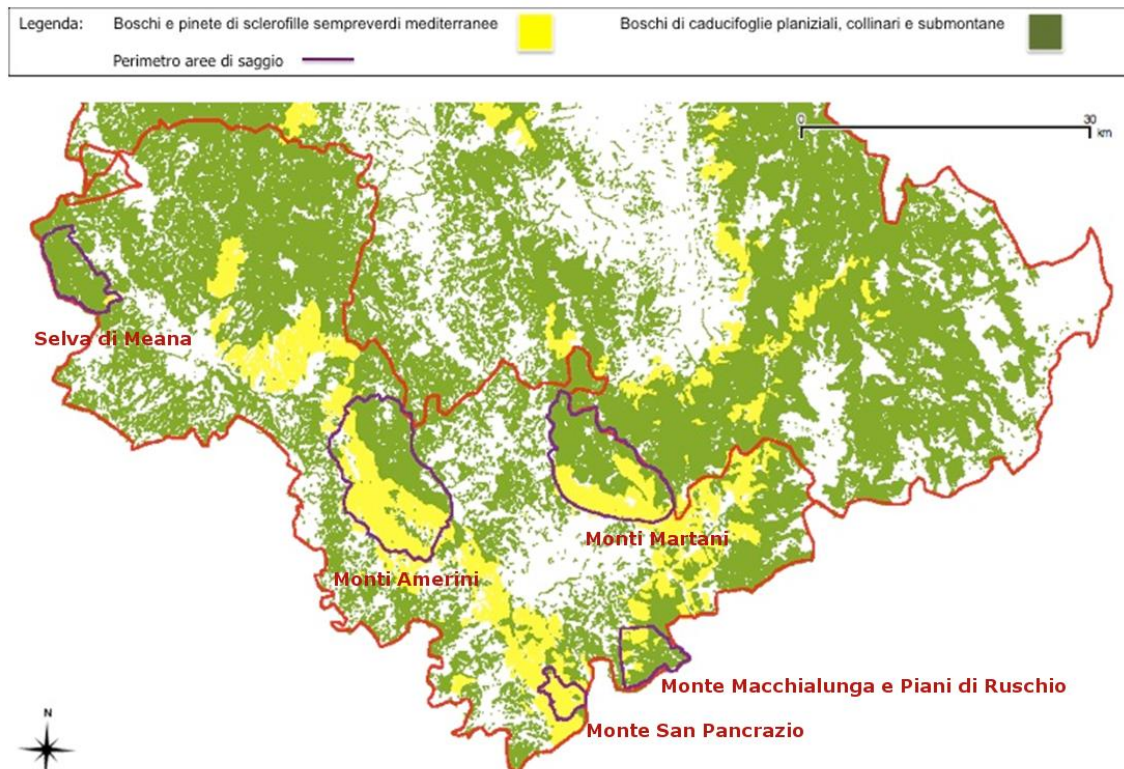 Legenda: Boschi e pinete di sclerofille sempreverdi mediterranee Boschi di caducifoglie planiziali, collinari e submontane
Perimetro aree di saggio
0 30
km
Selva di Meana
Monti Martani
Monti Amerini
Monte Macchialunga e Piani di Ruschio
Monte San Pancrazio
N